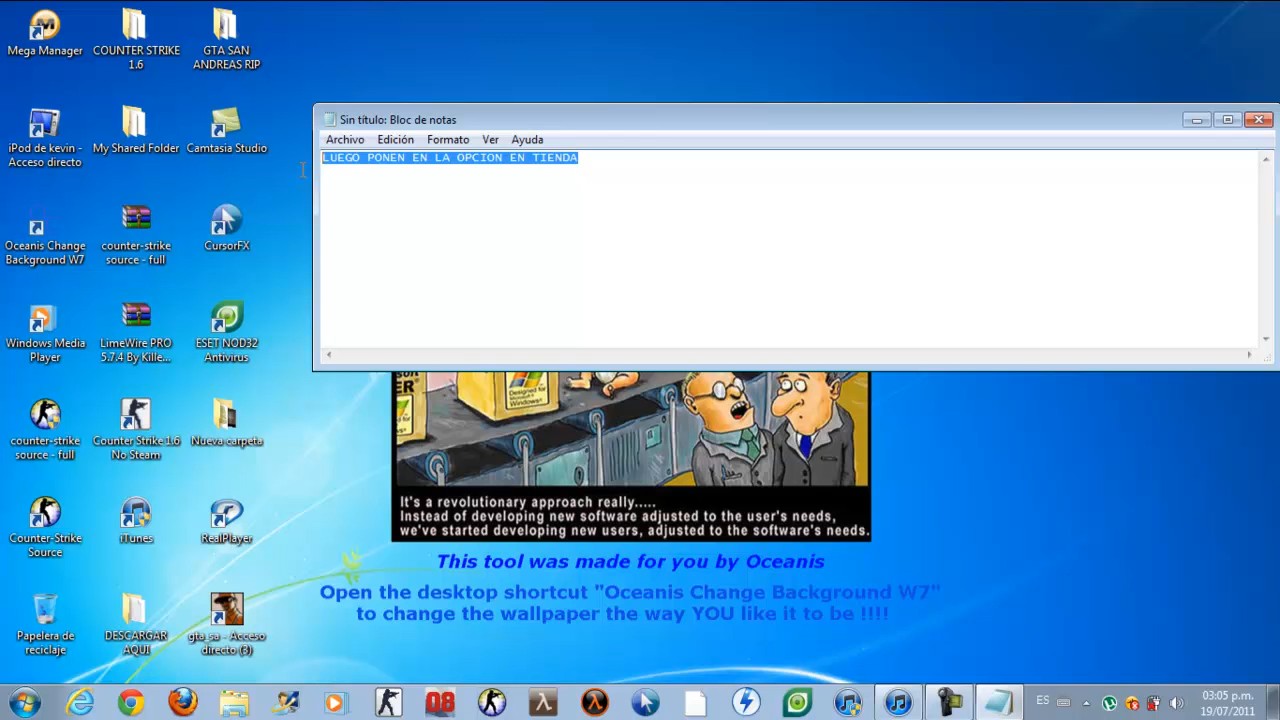 Mega Manager
COUNTER STRIKE
1.6
GTA SAN
ANDREAS RIP
iPod de kevin -
Acceso directo
My Shared Folder
Camtasia Studio
Oceanis Change
Background W7
counter-strike
source - full
CursorFX
Windows Media
Player
LimeWire PRO
5.7.4 By Kille...
ESET NOD32
Antivirus
counter-strike
source - full
Counter Strike 1.6
No Steam
Nueva carpeta
Counter-Strike
Source
iTunes
RealPlayer
Papelera de
reciclaje
DESCARGAR
AQUI
gta_sa - Acceso
directo (3)
Sin título: Bloc de notas
Archivo Edición Formato Ver Ayuda
LUEGO PONEN EN LA OPCION EN TIENDA
Designed for
Microsoft
Windows
It's a revolutionary approach really.....
Instead of developing new software adjusted to the user's needs,
we've started developing new users, adjusted to the software's needs.
This tool was made for you by Oceanis
Open the desktop shortcut "Oceanis Change Background W7"
to change the wallpaper the way YOU like it to be !!!!
ES
03:05 p.m.
19/07/2011